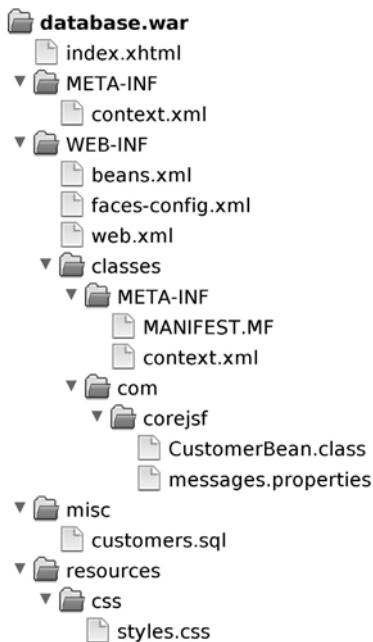 database.war
index.xhtml
META-INF
context.xml
WEB-INF
beans.xml
faces-config.xml
web.xml
classes
META-INF
MANIFEST.MF
context.xml
com
corejsf
CustomerBean.class
messages.properties
misc
customers.sql
resources
css
styles.css